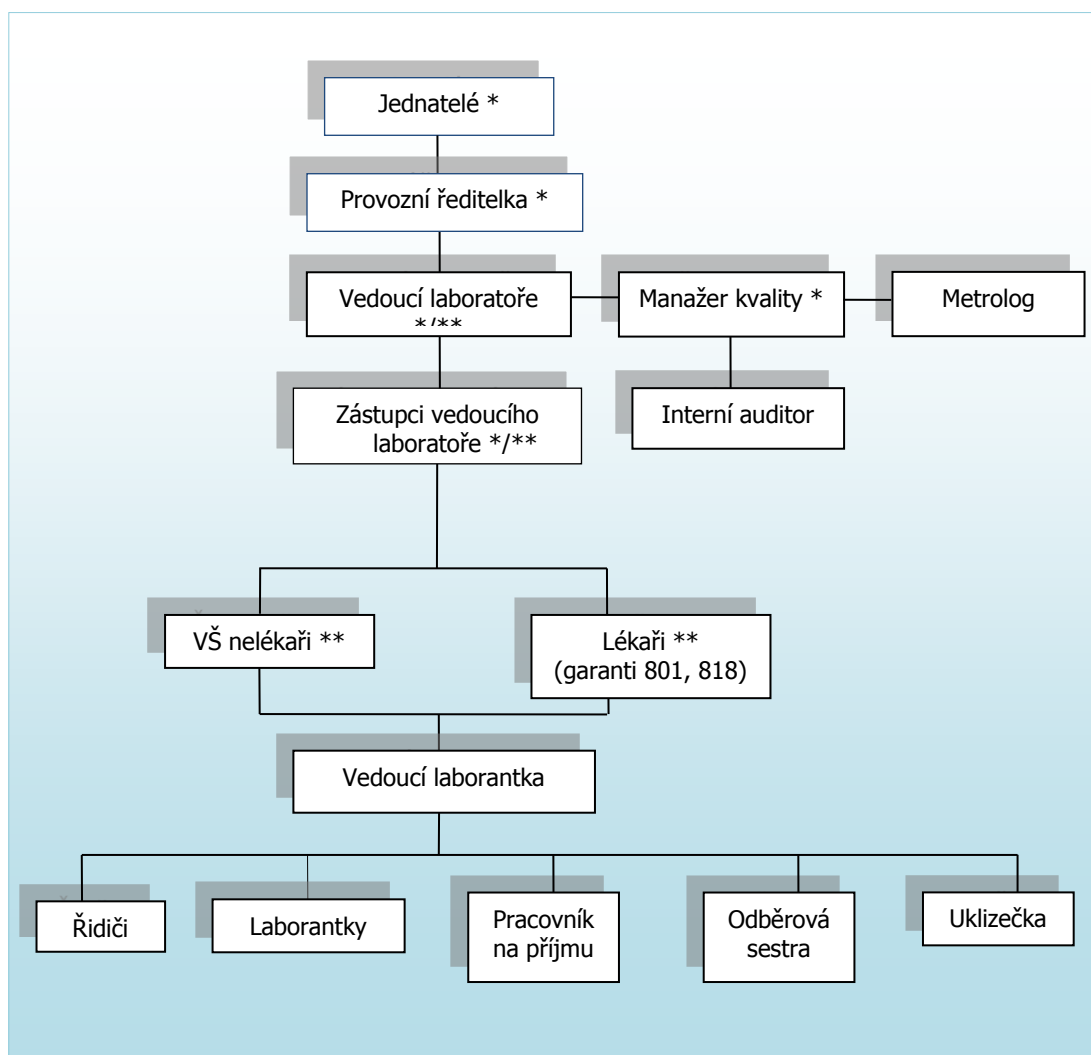 Jednatelé *
Provozní ředitelka *
Vedoucí laboratoře
*/**
Manažer kvality *
Metrolog
Zástupci vedoucího
laboratoře */**
Interní auditor
VŠ nelékaři **
Lékaři **
(garanti 801, 818)
Vedoucí laborantka
Řidiči
Laborantky
Pracovník
na příjmu
Odběrová
sestra
Uklizečka